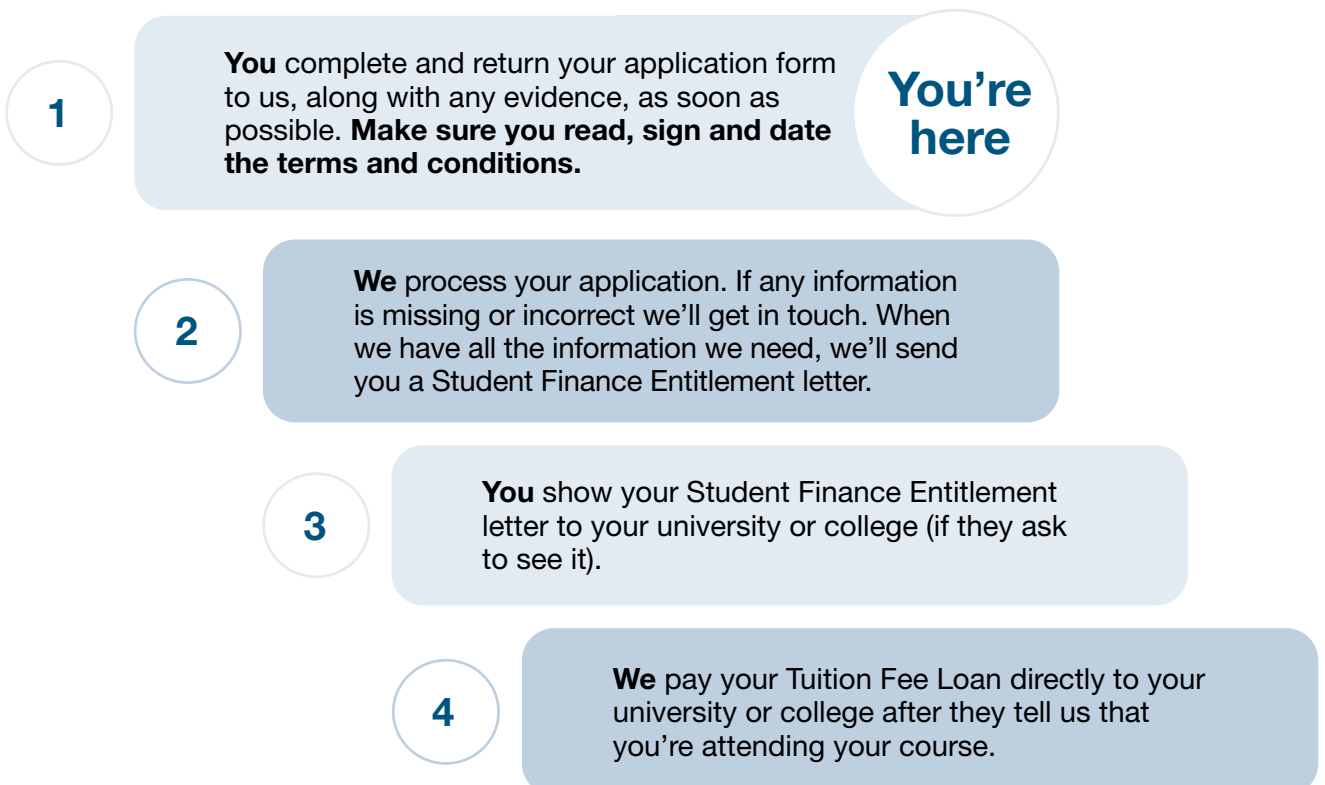 1
You complete and return your application form
to us, along with any evidence, as soon as
possible. Make sure you read, sign and date
the terms and conditions.
You’re
here
2
We process your application. If any information
is missing or incorrect we’ll get in touch. When
we have all the information we need, we’ll send
you a Student Finance Entitlement letter.
3
You show your Student Finance Entitlement
letter to your university or college (if they ask
to see it).
4
We pay your Tuition Fee Loan directly to your
university or college after they tell us that
you’re attending your course.